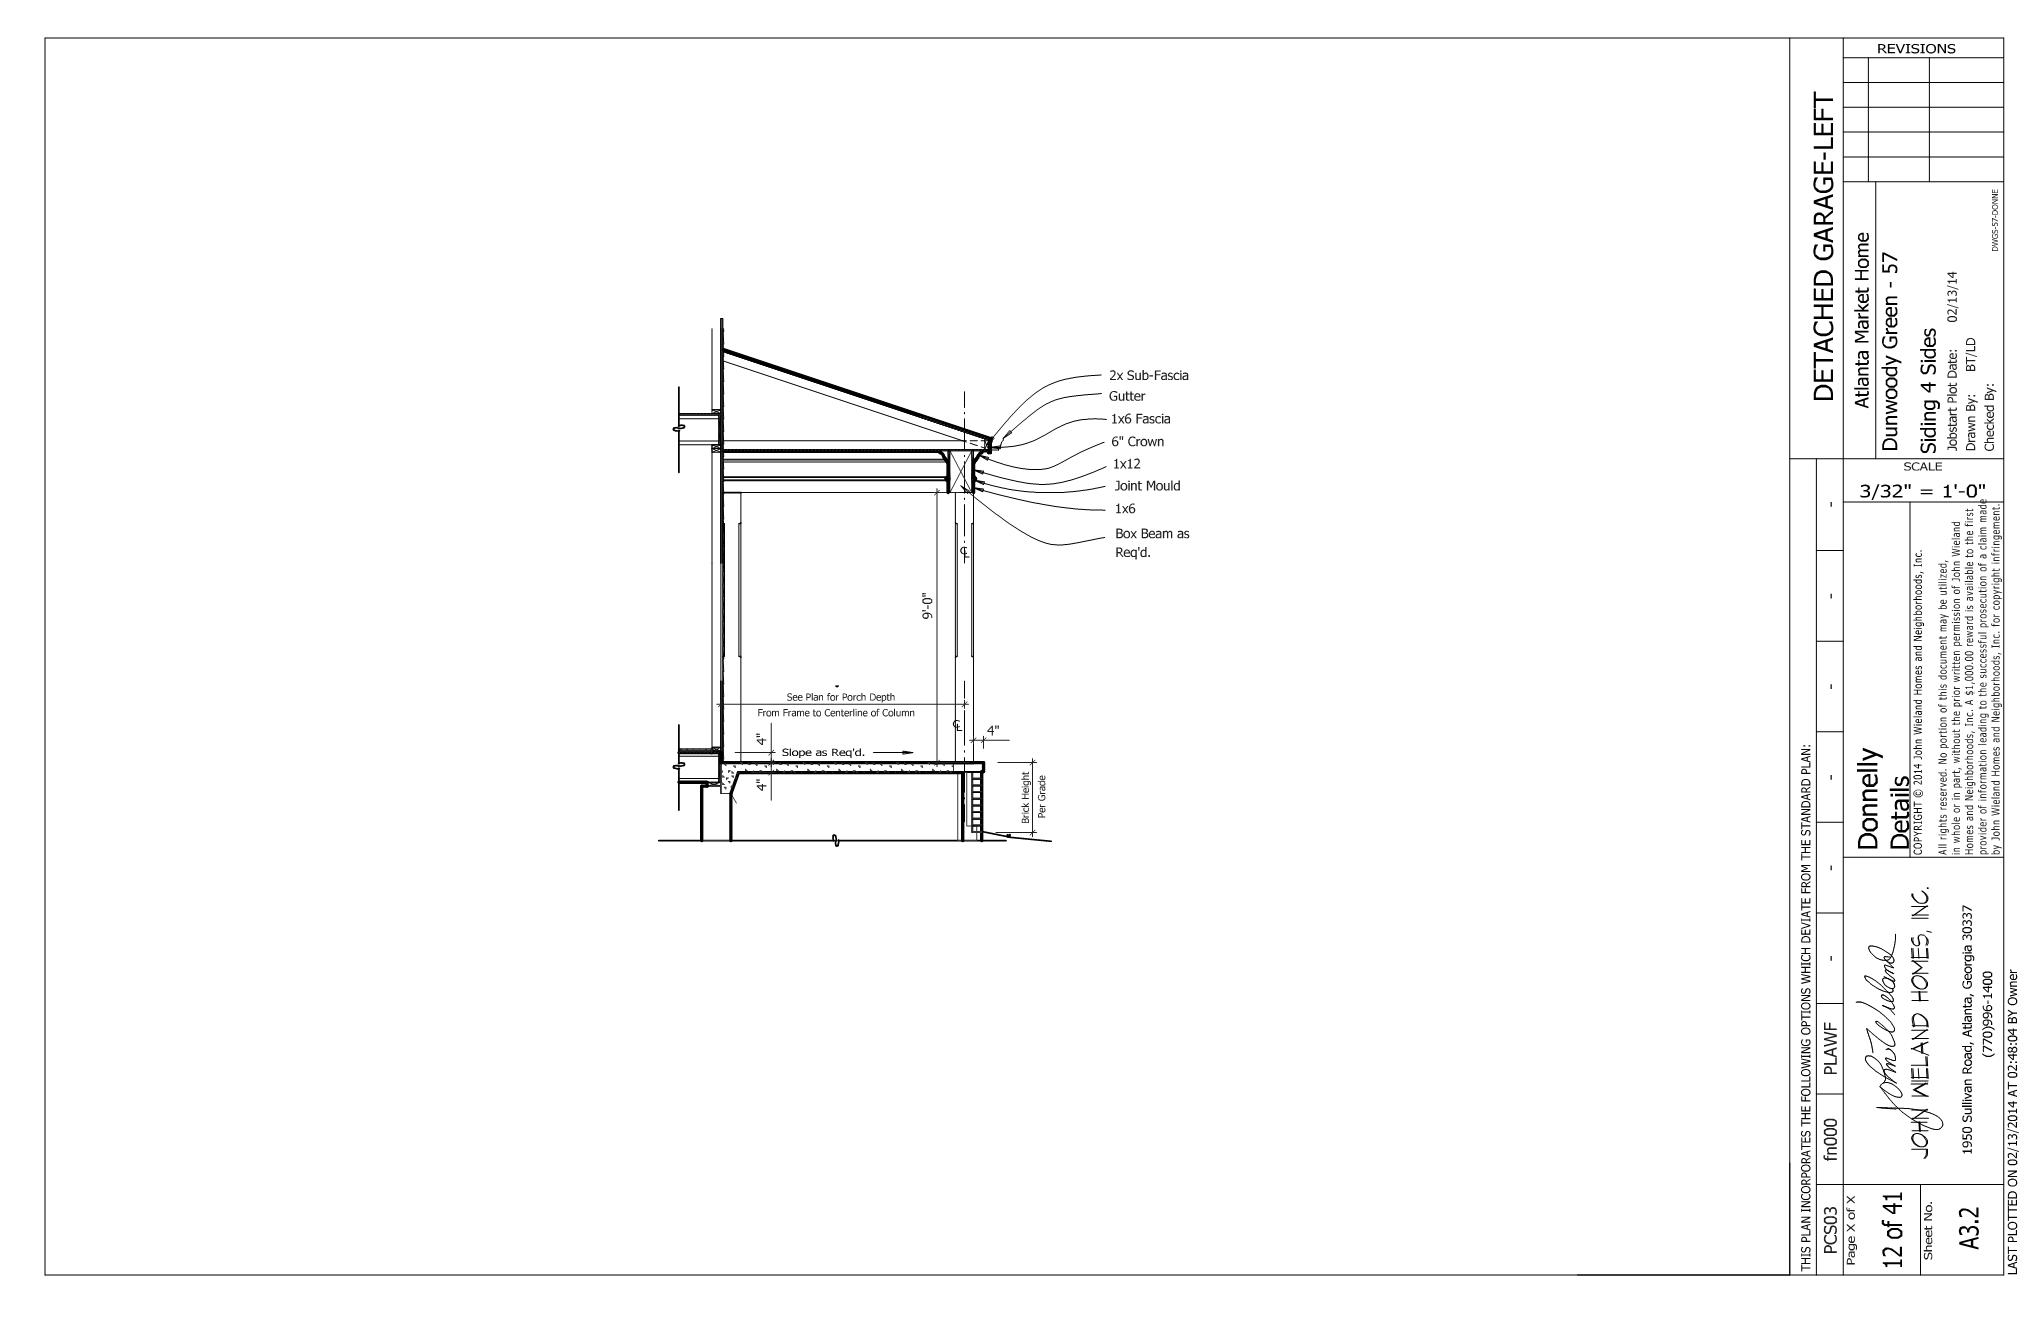 2x Sub-Fascia
Gutter
1x6 Fascia
6" Crown
1x12
Joint Mould
1x6
Box Beam as
Req'd.
℄
9'-0"
See Plan for Porch Depth
From Frame to Centerline of Column
℄
4"
4"
Slope as Req'd.
4"
Brick Height
Per Grade
REVISIONS
DETACHED GARAGE-LEFT
Atlanta Market Home
Dunwoody Green - 57
Siding 4 Sides
Jobstart Plot Date: 02/13/14
Drawn By: BT/LD
Checked By:
DWGS-57-DONNE
SCALE
3/32" = 1'-0"
Donnelly
Details
COPYRIGHT © 2014 John Wieland Homes and Neighborhoods, Inc.
All rights reserved. No portion of this document may be utilized,
in whole or in part, without the prior written permission of John Wieland
Homes and Neighborhoods, Inc. A $1,000.00 reward is available to the first
provider of information leading to the successful prosecution of a claim made
by John Wieland Homes and Neighborhoods, Inc. for copyright infringement.
John Wieland
JOHN WIELAND HOMES, INC.
1950 Sullivan Road, Atlanta, Georgia 30337
(770)996-1400
THIS PLAN INCORPORATES THE FOLLOWING OPTIONS WHICH DEVIATE FROM THE STANDARD PLAN:
PCS03
fn000
PLAWF
-
-
-
-
-
-
Page X of X
12 of 41
Sheet No.
A3.2
LAST PLOTTED ON 02/13/2014 AT 02:48:04 BY Owner